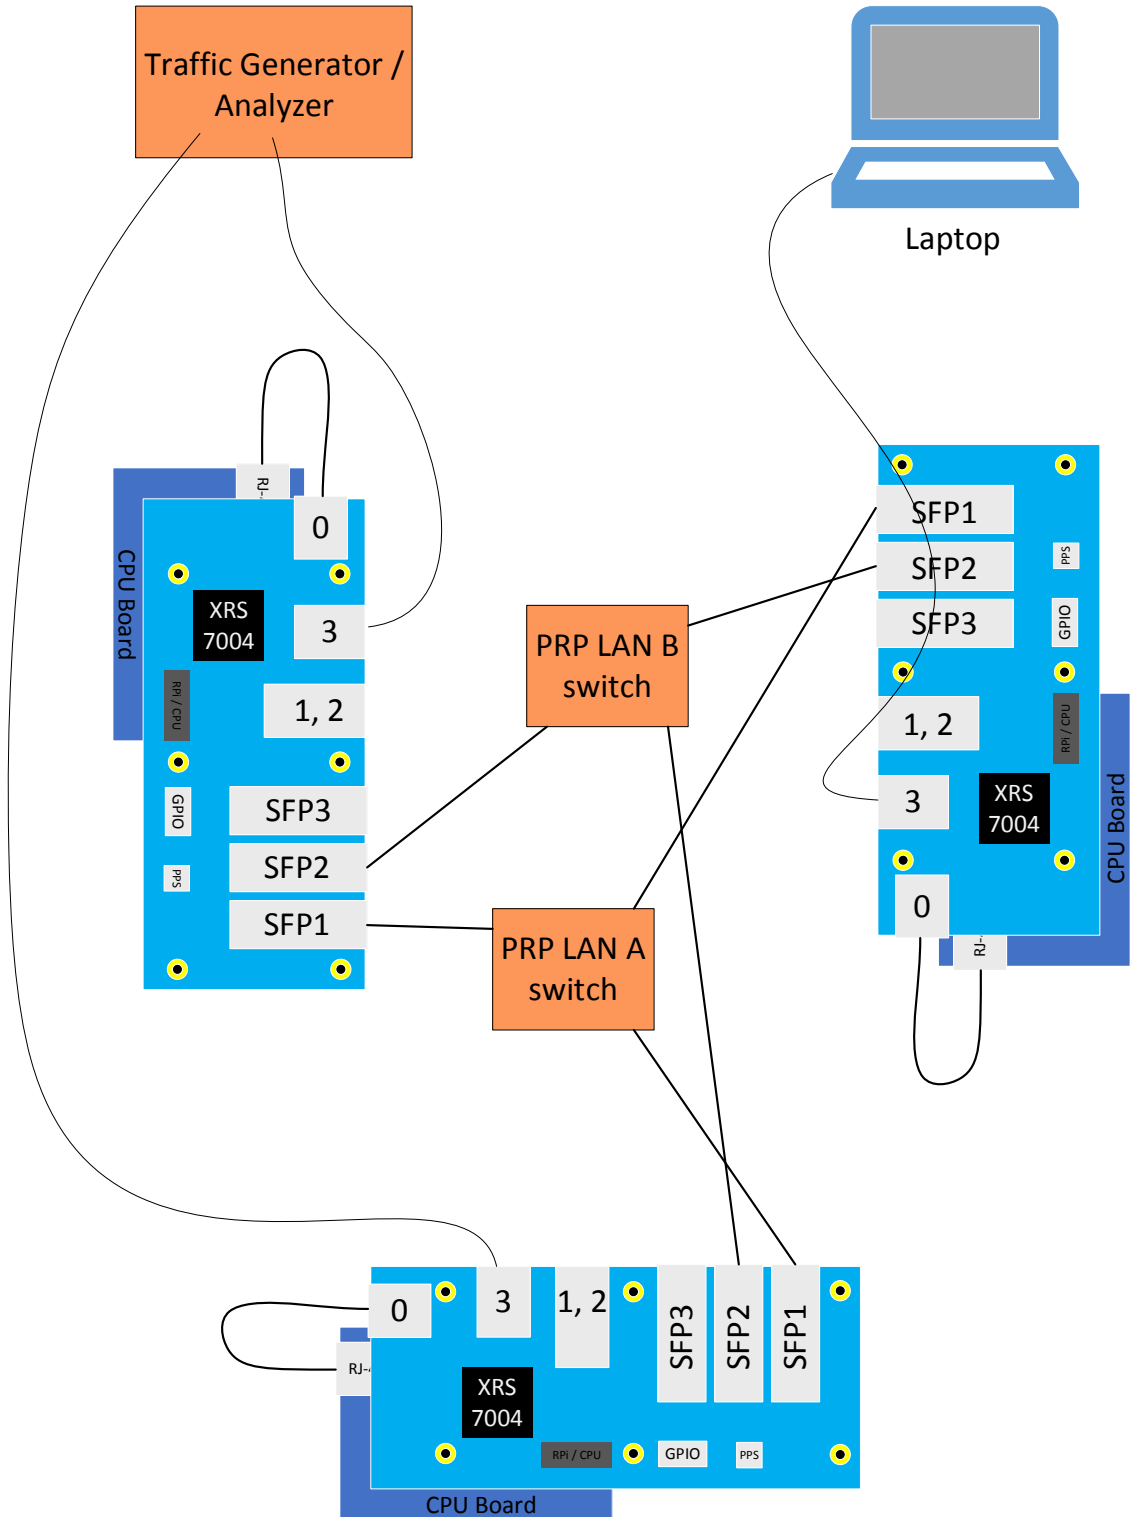 Traffic Generator /
Analyzer
Laptop
RJ-4
0
CPU Board
XRS
7004
3
RPi / CPU
1, 2
GPIO
SFP3
PPS
SFP2
SFP1
PRP LAN B
switch
PRP LAN A
switch
SFP1
SFP2
SFP3
PPS
GPIO
1, 2
RPi / CPU
3
XRS
7004
CPU Board
0
RJ-4
0
3
1, 2
SFP3
SFP2
SFP1
RJ-4
XRS
7004
RPi / CPU
GPIO
PPS
CPU Board